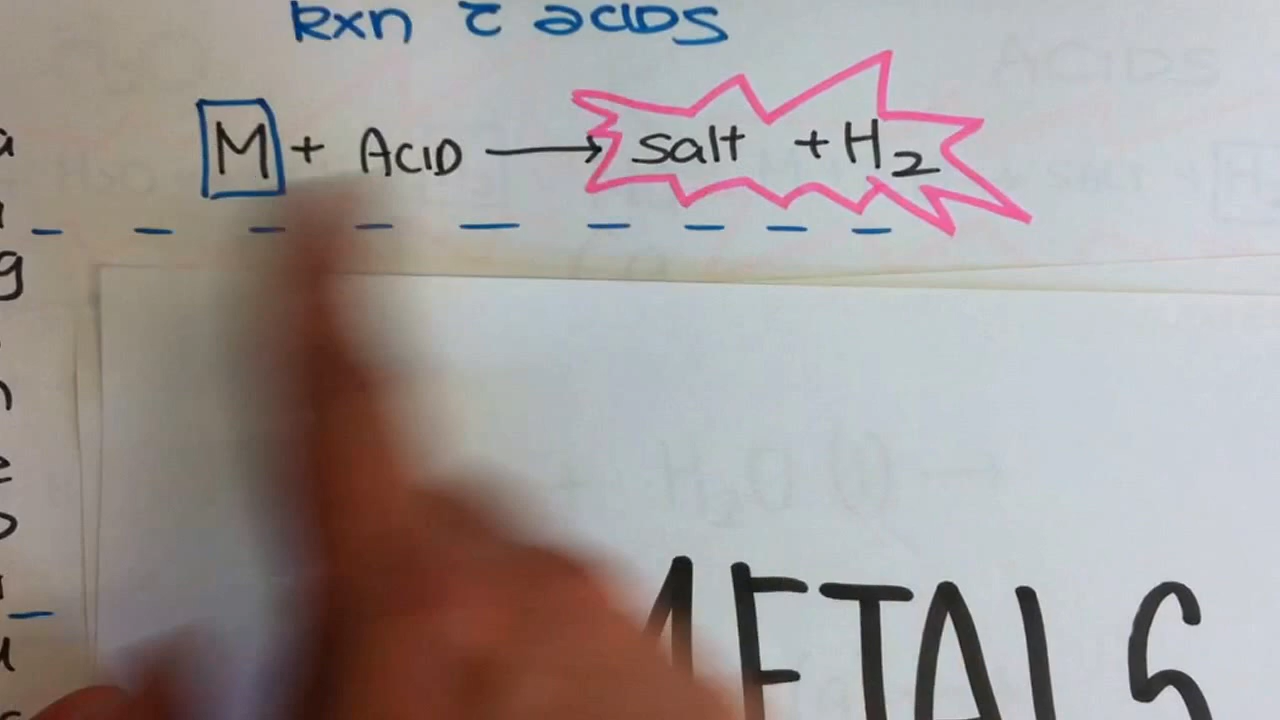 Rxn c̄ acids
M + ACID ⟶ salt + H₂
METALS